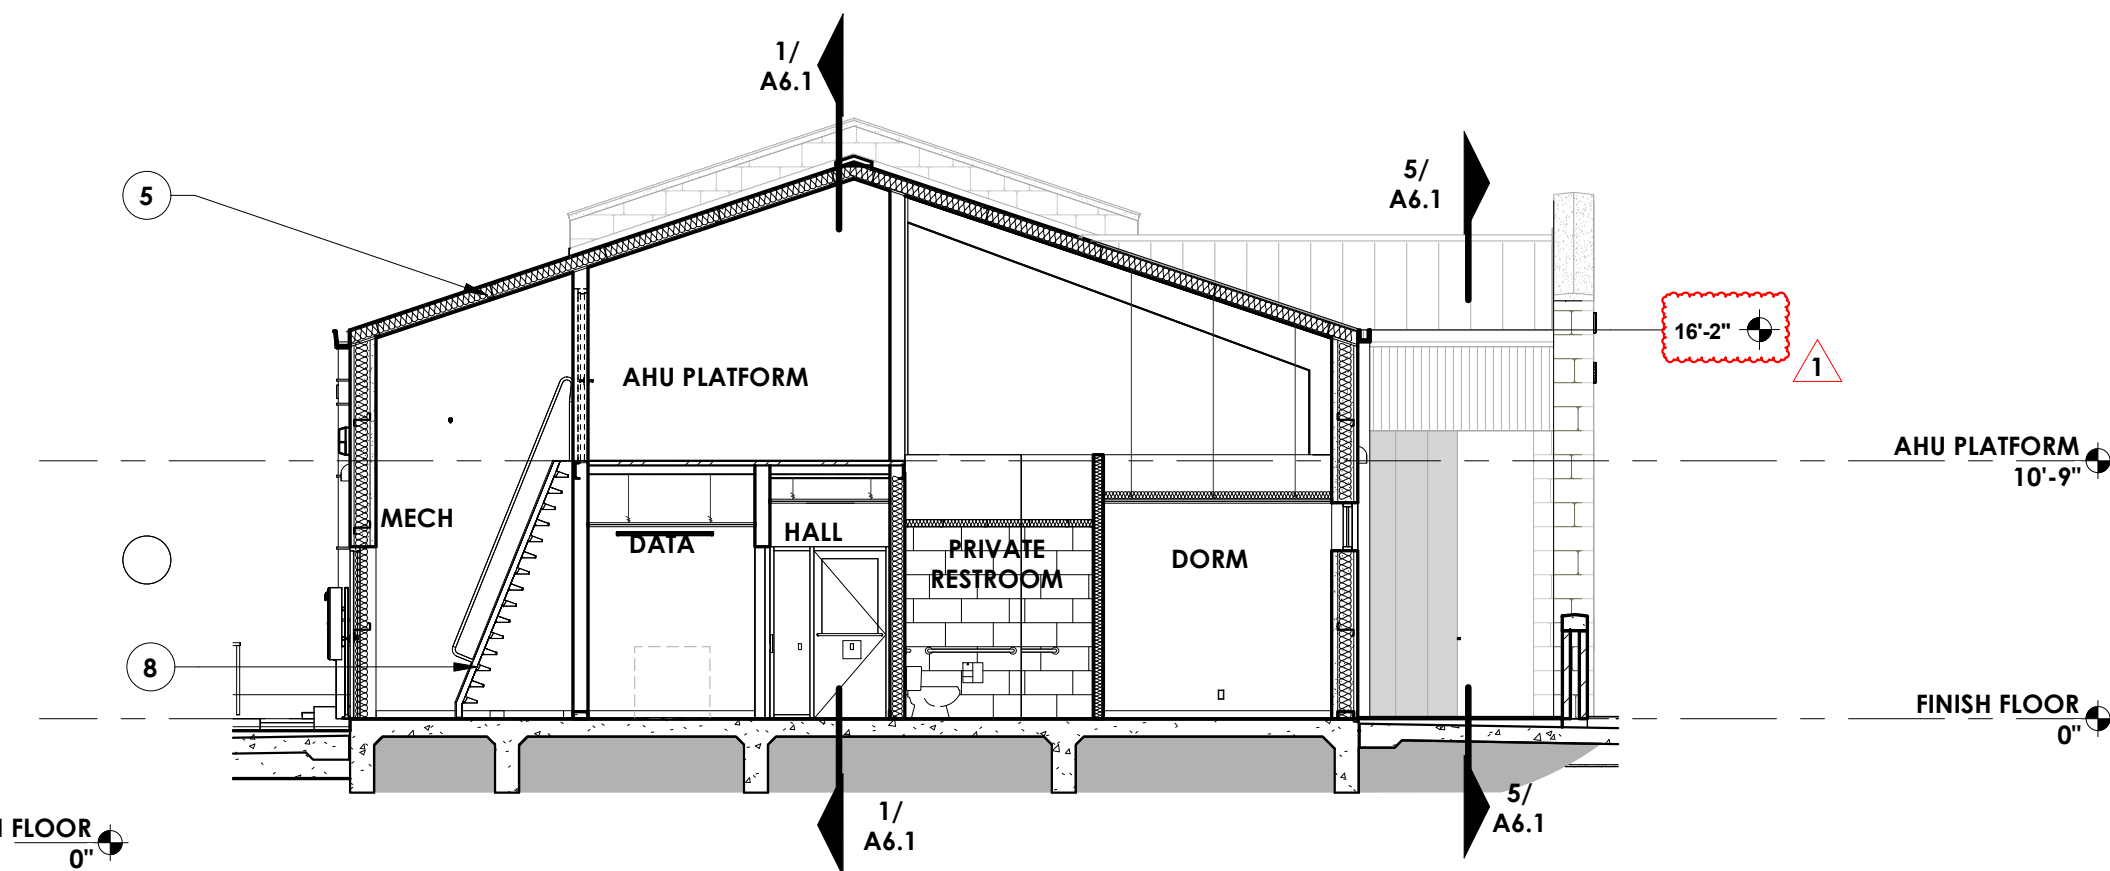 1/
A6.1
5/
A6.1
5
16'-2"
1
AHU PLATFORM
AHU PLATFORM
10'-9"
MECH
DATA
HALL
PRIVATE
RESTROOM
DORM
8
FINISH FLOOR
0"
1/
A6.1
5/
A6.1
FLOOR
0"